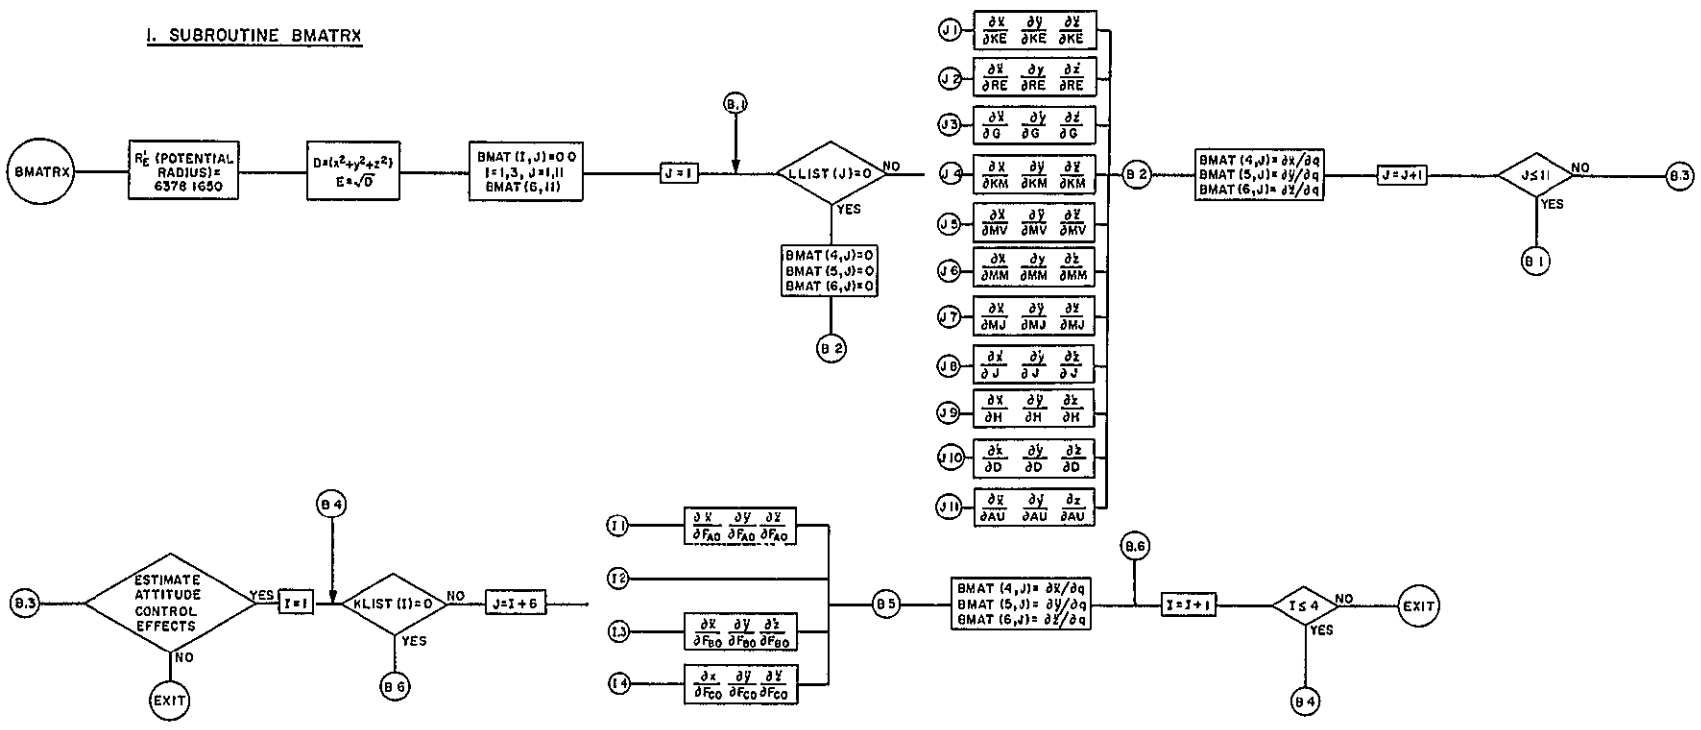 I. SUBROUTINE BMATRX
BMATRX
R'E (POTENTIAL
RADIUS)=
6378 1650
D=(x²+y²+z²)
E=√D
BMAT (I,J)=0 0
I=1,3, J=1,11
BMAT (6,11)
J=1
B.1
LLIST (J)=0
NO
YES
BMAT (4,J)=0
BMAT (5,J)=0
BMAT (6,J)=0
B 2
J1 ∂ẍ/∂KE ∂ÿ/∂KE ∂z̈/∂KE
J2 ∂ẍ/∂RE ∂ÿ/∂RE ∂z̈/∂RE
J3 ∂ẍ/∂G ∂ÿ/∂G ∂z̈/∂G
J4 ∂ẍ/∂KM ∂ÿ/∂KM ∂z̈/∂KM
J5 ∂ẍ/∂MV ∂ÿ/∂MV ∂z̈/∂MV
J6 ∂ẍ/∂MM ∂ÿ/∂MM ∂z̈/∂MM
J7 ∂ẍ/∂MJ ∂ÿ/∂MJ ∂z̈/∂MJ
J8 ∂ẍ/∂J ∂ÿ/∂J ∂z̈/∂J
J9 ∂ẍ/∂H ∂ÿ/∂H ∂z̈/∂H
J10 ∂ẍ/∂D ∂ÿ/∂D ∂z̈/∂D
J11 ∂ẍ/∂AU ∂ÿ/∂AU ∂z̈/∂AU
B 2
BMAT (4,J)= ∂ẍ/∂q
BMAT (5,J)= ∂ÿ/∂q
BMAT (6,J)= ∂z̈/∂q
J=J+1
J≤11
NO
B.3
YES
B 1
B.3
ESTIMATE
ATTITUDE
CONTROL
EFFECTS
YES
NO
EXIT
I=1
B 4
KLIST (I)=0
NO
YES
B 6
J=I+6
I1 ∂ẍ/∂FAO ∂ÿ/∂FAO ∂z̈/∂FAO
I2
I3 ∂ẍ/∂FBO ∂ÿ/∂FBO ∂z̈/∂FBO
I4 ∂ẍ/∂FCO ∂ÿ/∂FCO ∂z̈/∂FCO
B 5
BMAT (4,J)= ∂ẍ/∂q
BMAT (5,J)= ∂ÿ/∂q
BMAT (6,J)= ∂z̈/∂q
B.6
I=I+1
I≤4
NO
EXIT
YES
B 4